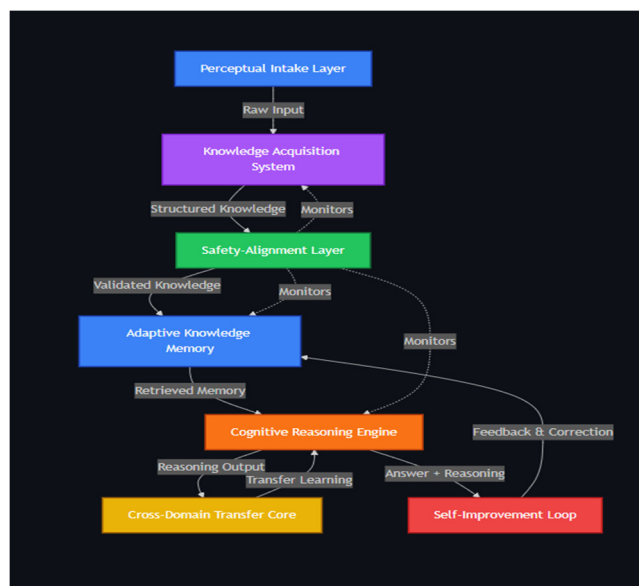 Perceptual Intake Layer
Raw Input
Knowledge Acquisition
System
Structured Knowledge
Monitors
Safety-Alignment Layer
Validated Knowledge
Monitors
Adaptive Knowledge
Memory
Monitors
Retrieved Memory
Cognitive Reasoning Engine
Feedback & Correction
Reasoning Output
Transfer Learning
Answer + Reasoning
Cross-Domain Transfer Core
Self-Improvement Loop